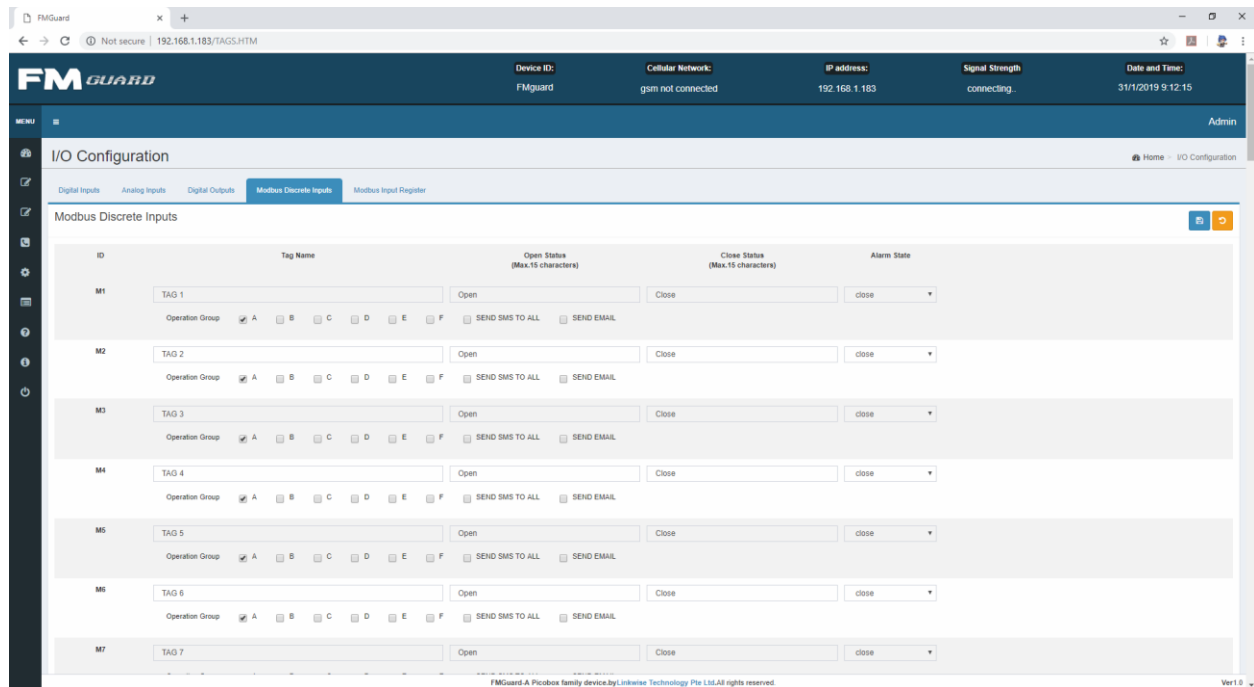 FMGuard
Not secure | 192.168.1.183/TAGS.HTM
FM GUARD
Device ID: Cellular Network: IP address: Signal Strength Date and Time:
FMguard gsm not connected 192.168.1.183 connecting.. 31/1/2019 9:12:15
MENU Admin
I/O Configuration Home I/O Configuration
Digital Inputs Analog Inputs Digital Outputs Modbus Discrete Inputs Modbus Input Register
Modbus Discrete Inputs
ID Tag Name Open Status Close Status Alarm State
(Max.15 characters) (Max.15 characters)
M1 TAG 1 Open Close close
Operation Group A B C D E F SEND SMS TO ALL SEND EMAIL
M2 TAG 2 Open Close close
Operation Group A B C D E F SEND SMS TO ALL SEND EMAIL
M3 TAG 3 Open Close close
Operation Group A B C D E F SEND SMS TO ALL SEND EMAIL
M4 TAG 4 Open Close close
Operation Group A B C D E F SEND SMS TO ALL SEND EMAIL
M5 TAG 5 Open Close close
Operation Group A B C D E F SEND SMS TO ALL SEND EMAIL
M6 TAG 6 Open Close close
Operation Group A B C D E F SEND SMS TO ALL SEND EMAIL
M7 TAG 7 Open Close close
FMGuard-A Picobox family device.byLinkwise Technology Pte Ltd.All rights reserved. Ver1.0